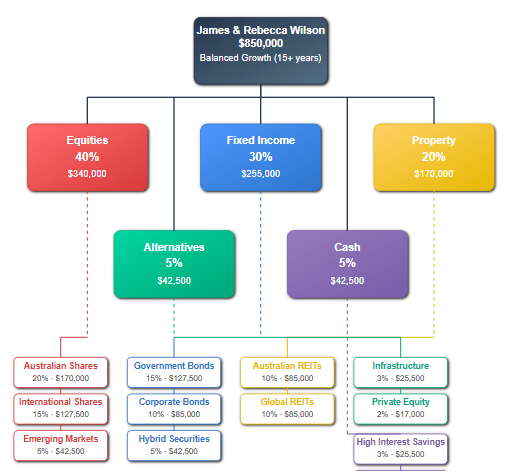 James & Rebecca Wilson
$850,000
Balanced Growth (15+ years)
Equities
40%
$340,000
Fixed Income
30%
$255,000
Property
20%
$170,000
Alternatives
5%
$42,500
Cash
5%
$42,500
Australian Shares
20% - $170,000
International Shares
15% - $127,500
Emerging Markets
5% - $42,500
Government Bonds
15% - $127,500
Corporate Bonds
10% - $85,000
Hybrid Securities
5% - $42,500
Australian REITs
10% - $85,000
Global REITs
10% - $85,000
Infrastructure
3% - $25,500
Private Equity
2% - $17,000
High Interest Savings
3% - $25,500